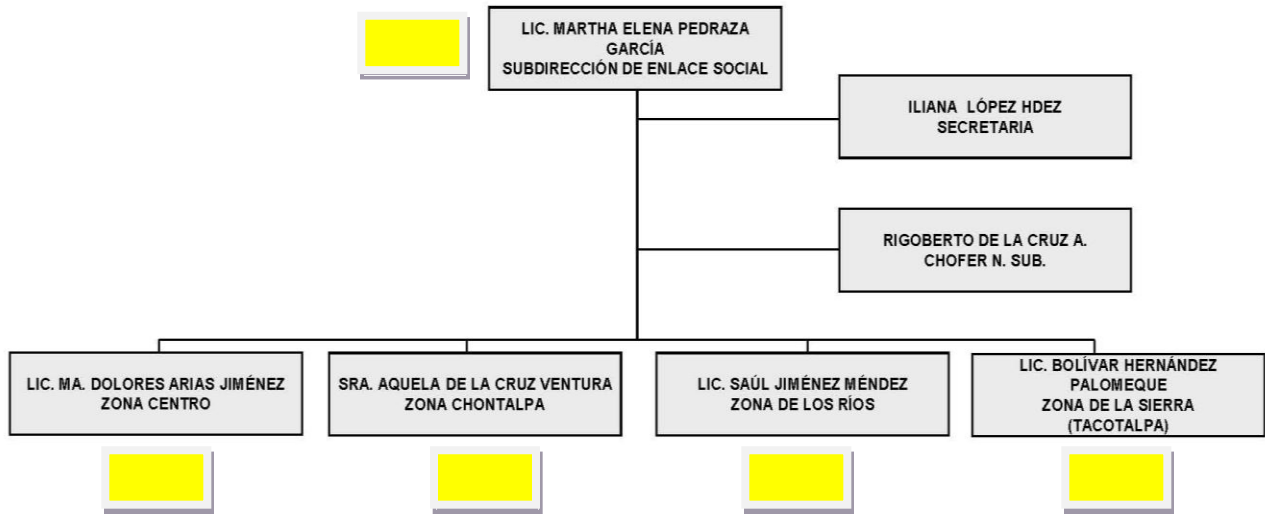 LIC. MARTHA ELENA PEDRAZA
GARCÍA
SUBDIRECCIÓN DE ENLACE SOCIAL
ILIANA LÓPEZ HDEZ
SECRETARIA
RIGOBERTO DE LA CRUZ A.
CHOFER N. SUB.
LIC. MA. DOLORES ARIAS JIMÉNEZ
ZONA CENTRO
SRA. AQUELA DE LA CRUZ VENTURA
ZONA CHONTALPA
LIC. SAÚL JIMÉNEZ MÉNDEZ
ZONA DE LOS RÍOS
LIC. BOLÍVAR HERNÁNDEZ
PALOMEQUE
ZONA DE LA SIERRA
(TACOTALPA)